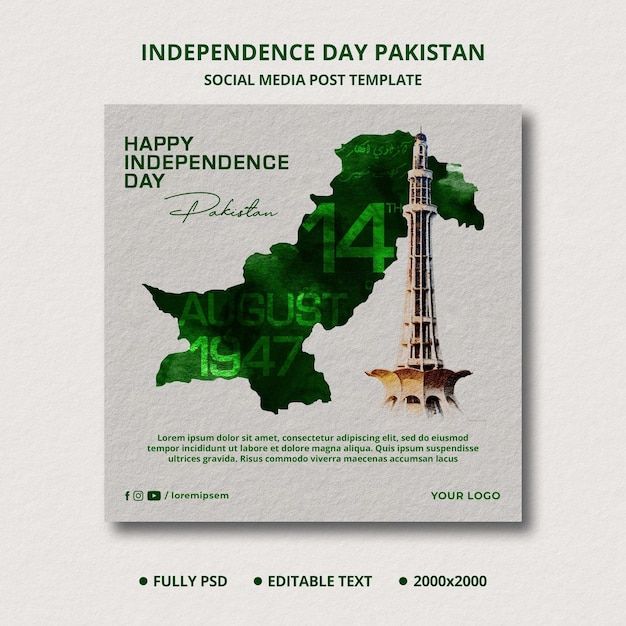 INDEPENDENCE DAY PAKISTAN
SOCIAL MEDIA POST TEMPLATE
HAPPY
INDEPENDENCE
DAY
Pakistan
14TH
AUGUST
1947
Lorem ipsum dolor sit amet, consectetur adipiscing elit,
sed do eiusmod tempor incididunt ut labore et dolore
magna aliqua. Quis ipsum suspendisse ultrices
gravida. Risus commodo viverra maecenas accumsan lacus
/ loremipsem
YOUR LOGO
FULLY PSD
EDITABLE TEXT
2000x2000